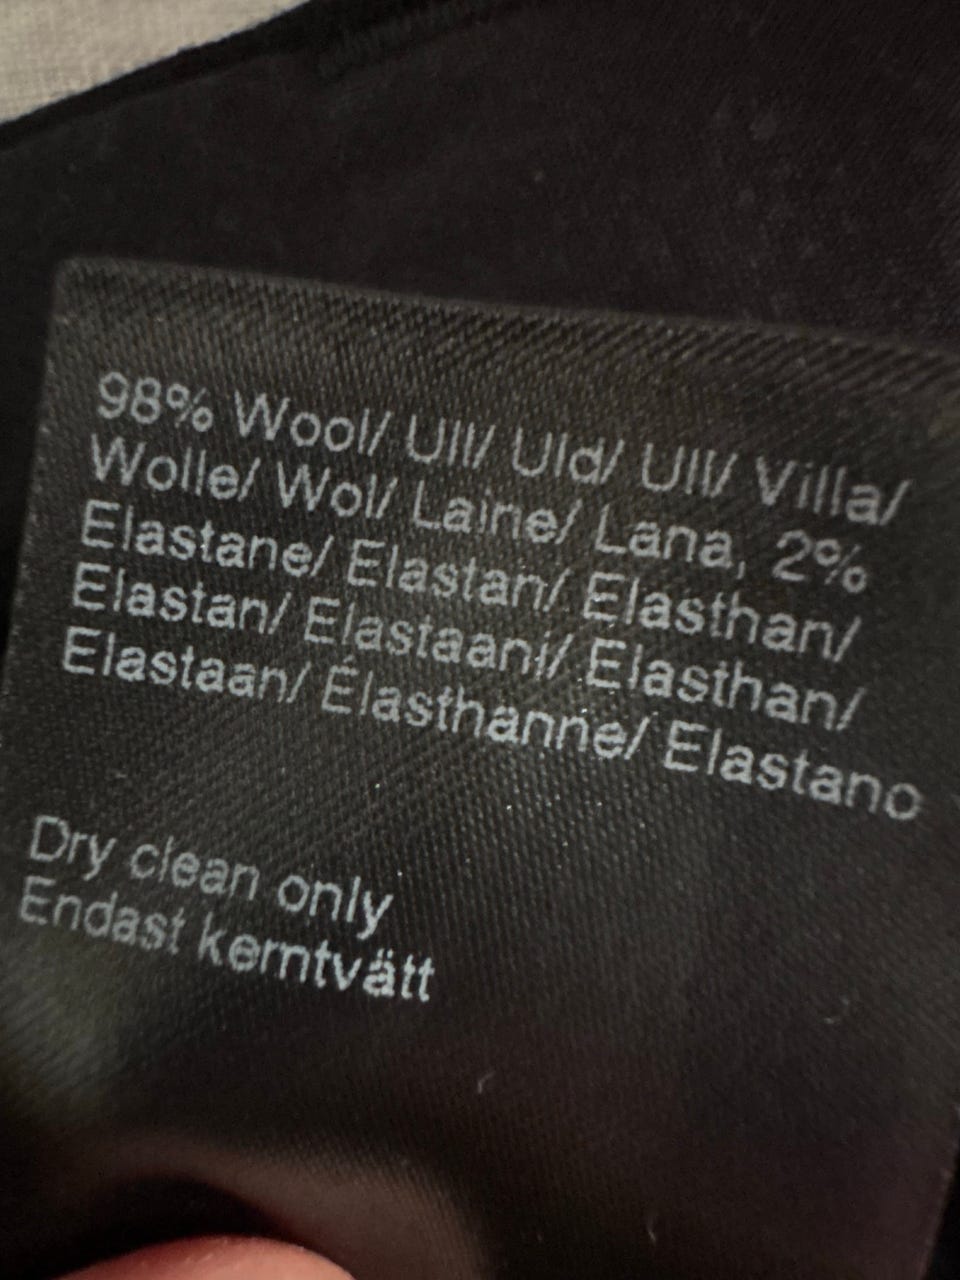 98% Wool/ Ull/ Uld/ Ull/ Villa/
Wolle/ Wol/ Laine/ Lana, 2%
Elastane/ Elastan/ Elasthan/
Elastan/ Elastaani/ Elasthan/
Elastaan/ Élasthanne/ Elastano
Dry clean only
Endast kemtvätt